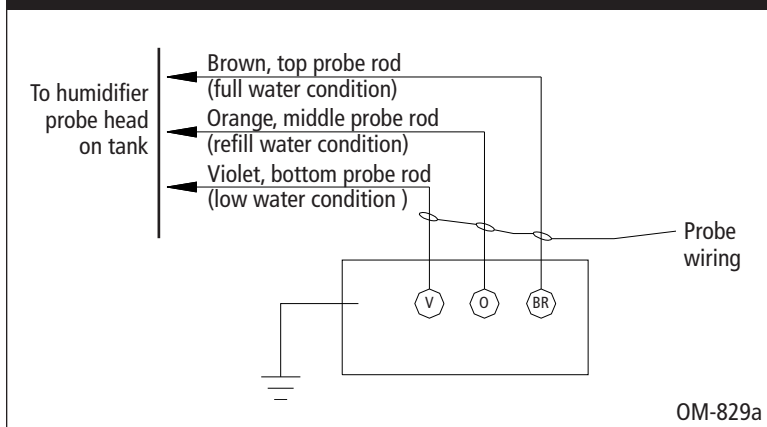 Brown, top probe rod
(full water condition)
To humidifier
probe head
on tank
Orange, middle probe rod
(refill water condition)
Violet, bottom probe rod
(low water condition )
Probe
wiring
V
O
BR
OM-829a